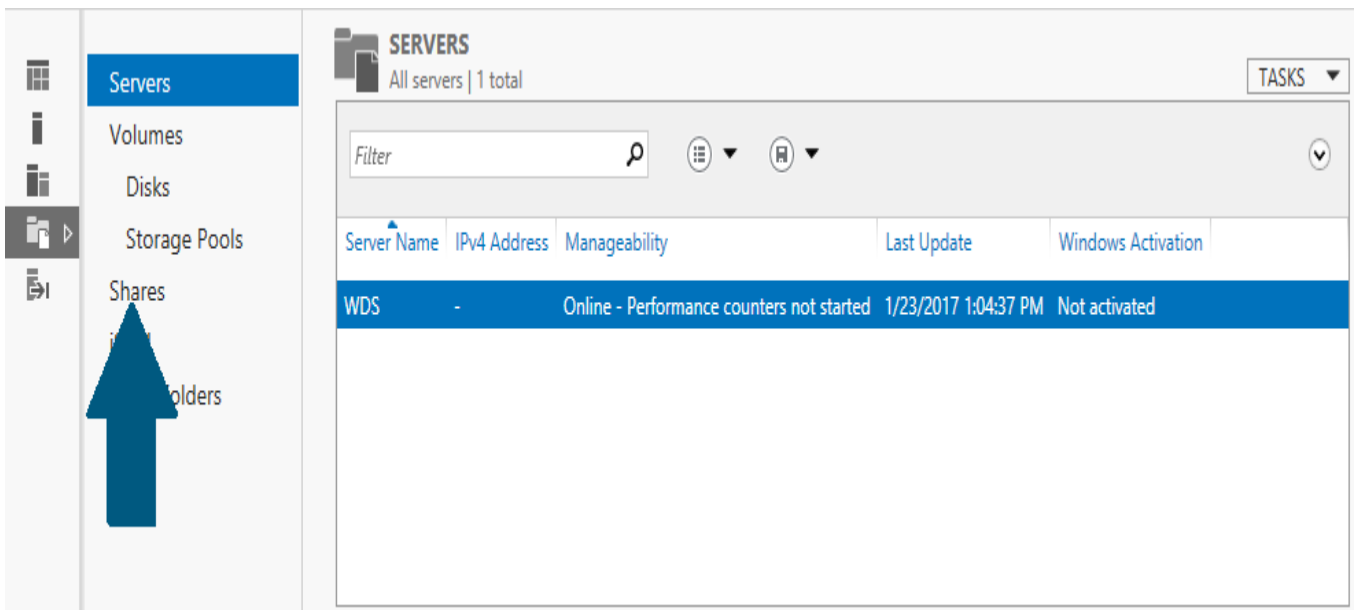 SERVERS
All servers | 1 total
TASKS
Servers
Volumes
Disks
Storage Pools
Shares
Filter
Server Name IPv4 Address Manageability Last Update Windows Activation
WDS - Online - Performance counters not started 1/23/2017 1:04:37 PM Not activated